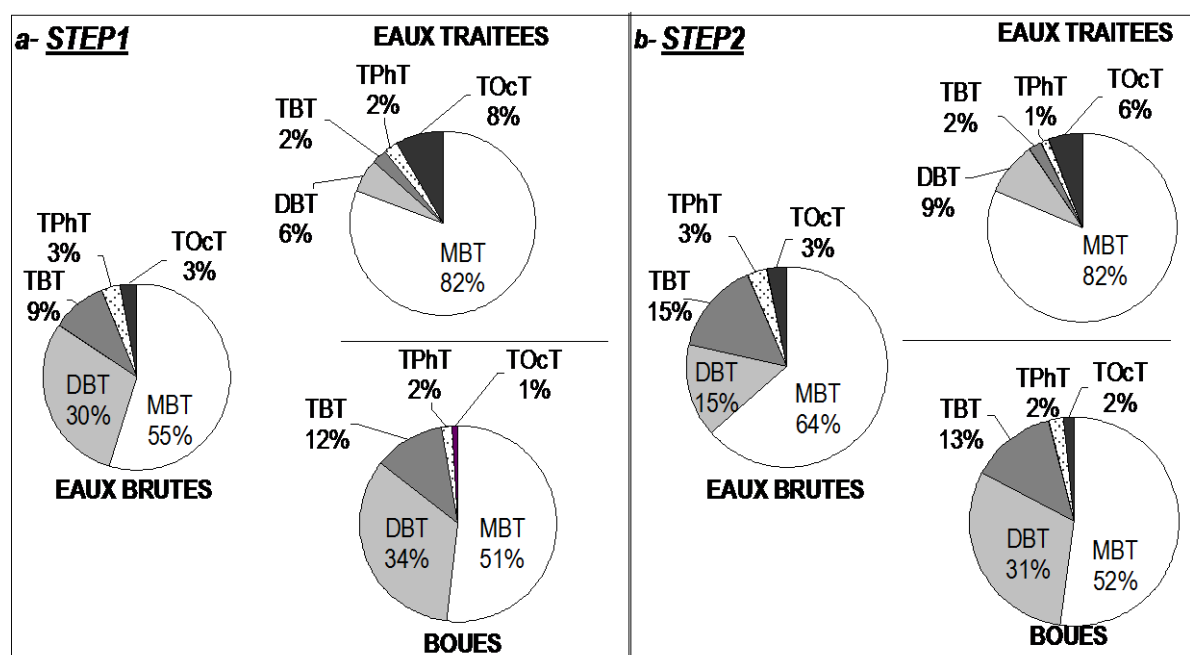 a- STEP1
EAUX TRAITEES
TPhT
2%
TOcT
8%
TBT
2%
DBT
6%
MBT
82%
TPhT
3%
TOcT
3%
TBT
9%
DBT
30%
MBT
55%
EAUX BRUTES
TPhT
2%
TOcT
1%
TBT
12%
DBT
34%
MBT
51%
BOUES
b- STEP2
EAUX TRAITEES
TPhT
1%
TOcT
6%
TBT
2%
DBT
9%
MBT
82%
TPhT
3%
TOcT
3%
TBT
15%
DBT
15%
MBT
64%
EAUX BRUTES
TPhT
2%
TOcT
2%
TBT
13%
DBT
31%
MBT
52%
BOUES